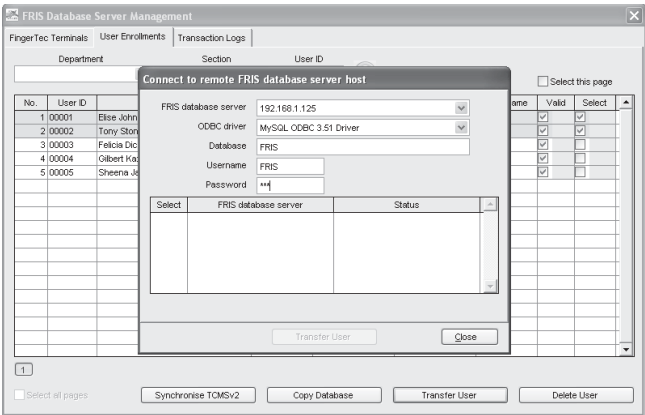 FRIS Database Server Management
FingerTec Terminals User Enrollments Transaction Logs
Department Section User ID
Select this page
Connect to remote FRIS database server host
FRIS database server 192.168.1.125
ODBC driver MySQL ODBC 3.51 Driver
Database FRIS
Username FRIS
Password ***
Select FRIS database server Status
Transfer User Close
No. User ID ame Valid Select
1 00001 Elise John
2 00002 Tony Ston
3 00003 Felicia Dic
4 00004 Gilbert Ka
5 00005 Sheena Ja
1
Select all pages Synchronise TCMSv2 Copy Database Transfer User Delete User